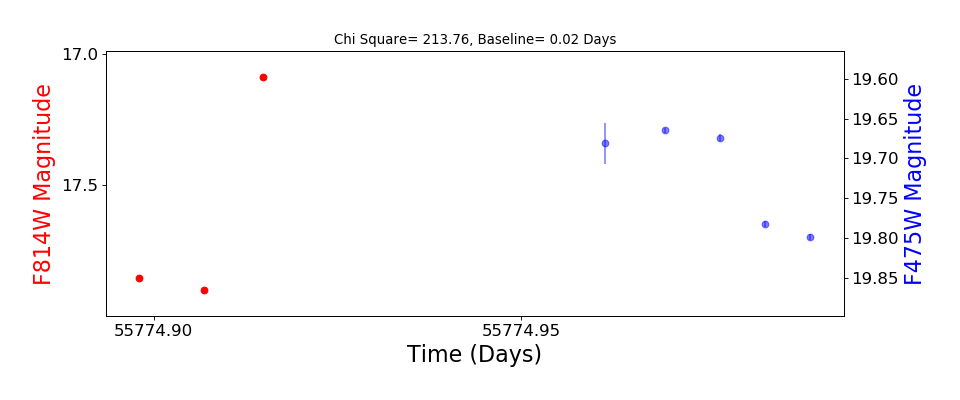 Chi Square= 213.76, Baseline= 0.02 Days
17.0
17.5
F814W Magnitude
19.60
19.65
19.70
19.75
19.80
19.85
F475W Magnitude
55774.90
55774.95
Time (Days)